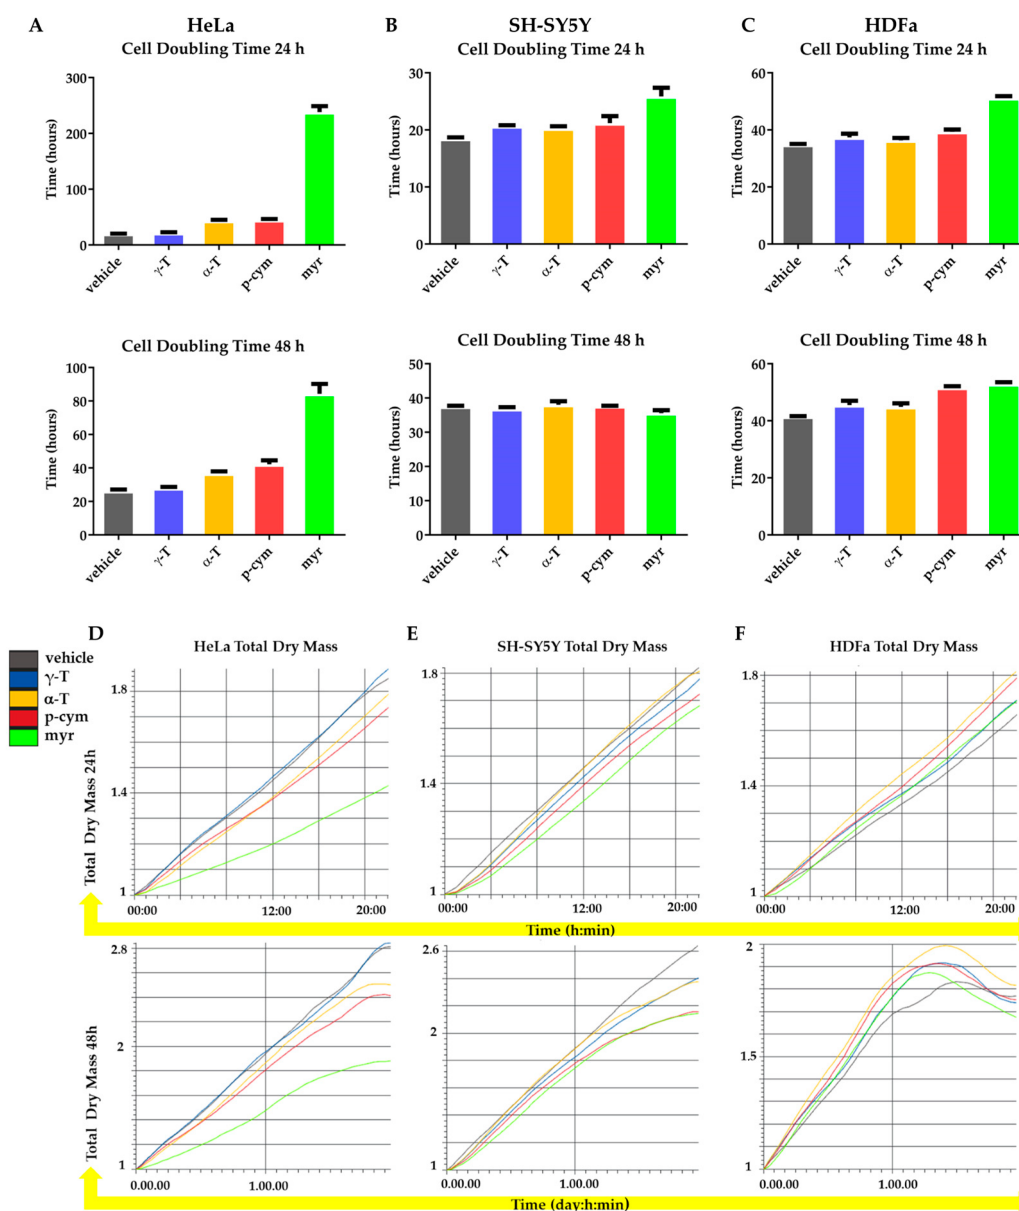 A HeLa B SH-SY5Y C HDFa
Cell Doubling Time 24 h Cell Doubling Time 24 h Cell Doubling Time 24 h
Time (hours)
300
200
100
0
vehicle γ-T α-T p-cym myr
Time (hours)
30
20
10
0
vehicle γ-T α-T p-cym myr
Time (hours)
60
40
20
0
vehicle γ-T α-T p-cym myr
Cell Doubling Time 48 h Cell Doubling Time 48 h Cell Doubling Time 48 h
Time (hours)
100
80
60
40
20
0
vehicle γ-T α-T p-cym myr
Time (hours)
50
40
30
20
10
0
vehicle γ-T α-T p-cym myr
Time (hours)
60
40
20
0
vehicle γ-T α-T p-cym myr
D E F
HeLa Total Dry Mass SH-SY5Y Total Dry Mass HDFa Total Dry Mass
vehicle
γ-T
α-T
p-cym
myr
Total Dry Mass 24h
1.8
1.4
1
00:00 12:00 20:00
1.8
1.4
1
00:00 12:00 20:00
1.8
1.4
1
00:00 12:00 20:00
Time (h:min)
Total Dry Mass 48h
2.8
2
1
0.00.00 1.00.00
2.6
2
1
0.00.00 1.00.00
2
1.5
1
0.00.00 1.00.00
Time (day:h:min)